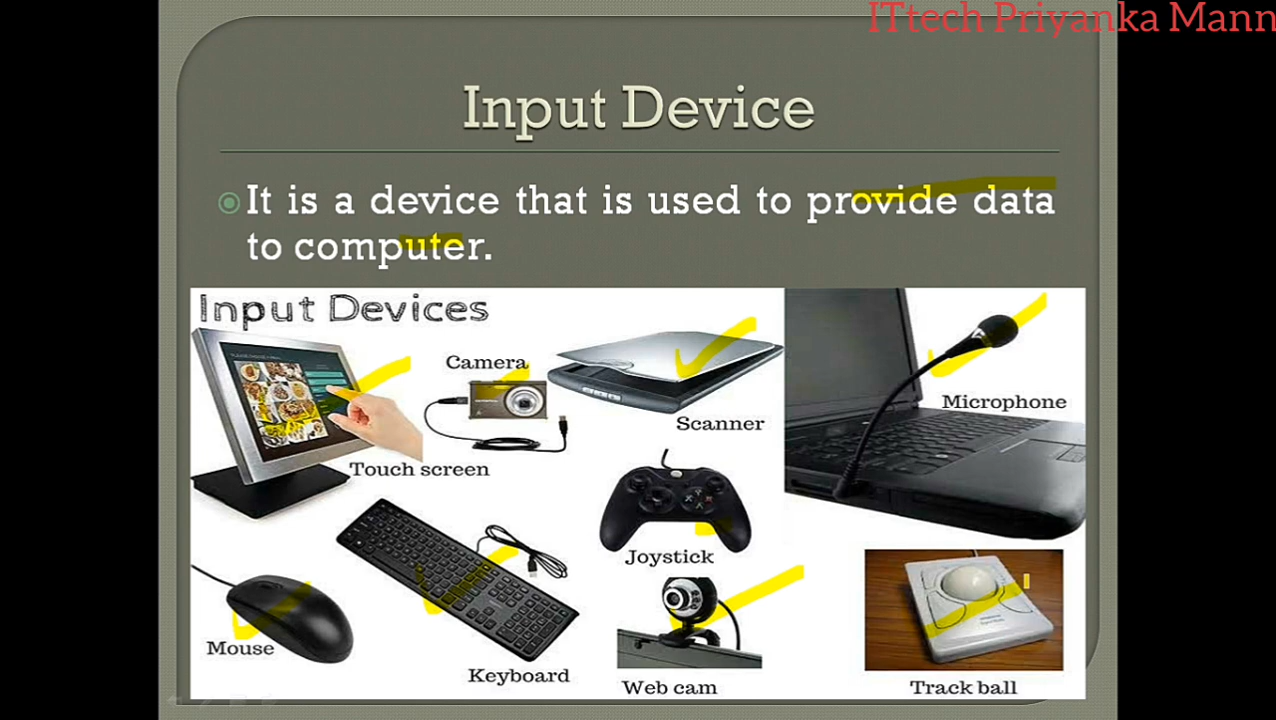 ITtech Priyanka Mann
Input Device
It is a device that is used to provide data
to computer.
Input Devices
Camera
Scanner
Microphone
Touch screen
Joystick
Mouse
Keyboard
Web cam
Track ball